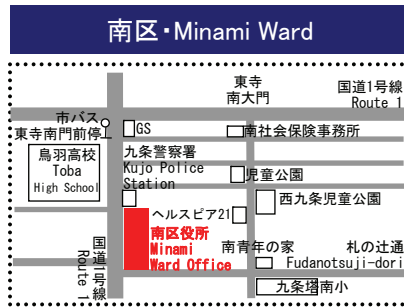 南区・Minami Ward
東寺
南大門
国道1号線
Route 1
市バス
東寺南門前停
GS
南社会保険事務所
鳥羽高校
Toba
High School
九条警察署
Kujo Police
Station
児童公園
西九条児童公園
ヘルスピア21
南区役所
Minami
Ward Office
国道1号線
Route 1
南青年の家
札の辻通
Fudanotsuji-dori
九条塔南小